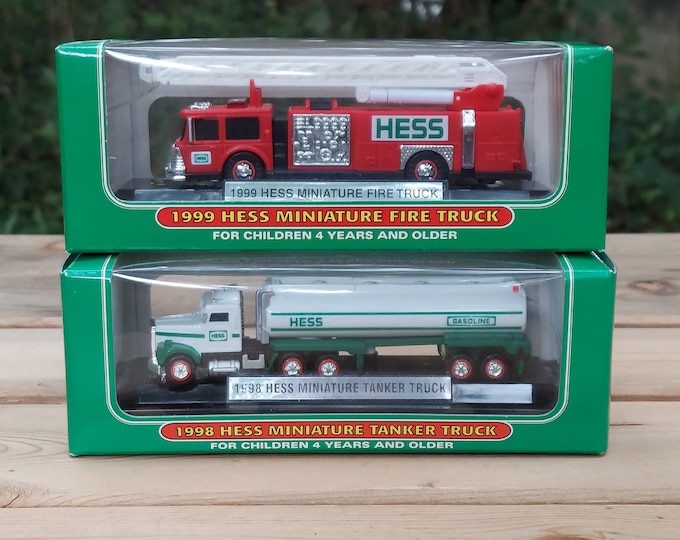 HESS
HESS
1999 HESS MINIATURE FIRE TRUCK
1999 HESS MINIATURE FIRE TRUCK
FOR CHILDREN 4 YEARS AND OLDER
HESS
GASOLINE
HESS
1998 HESS MINIATURE TANKER TRUCK
1998 HESS MINIATURE TANKER TRUCK
FOR CHILDREN 4 YEARS AND OLDER